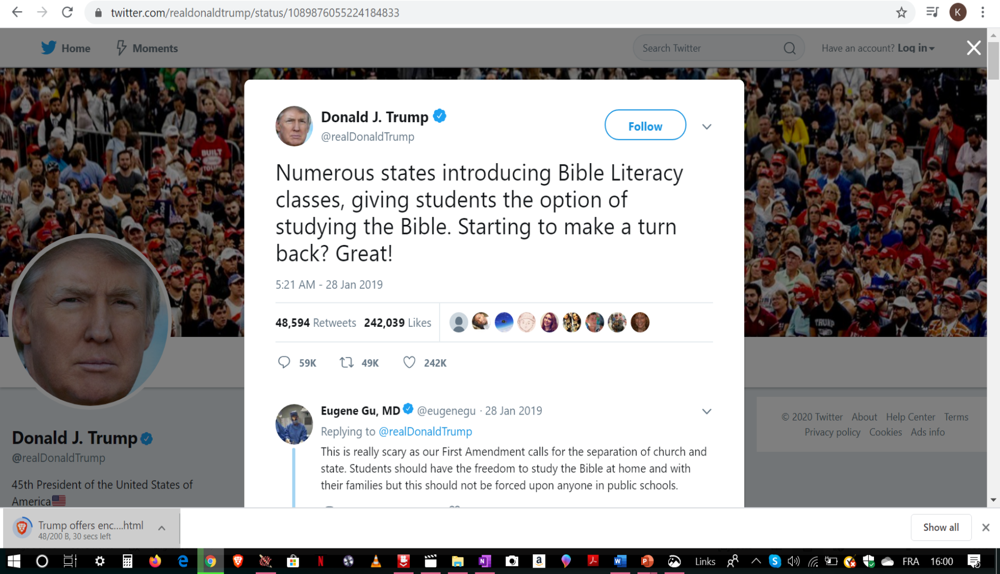 twitter.com/realdonaldtrump/status/1089876055224184833
K
Home
Moments
Search Twitter
Have an account? Log in
BUILT
TRUMP
Donald J. Trump
@realDonaldTrump
Follow
Numerous states introducing Bible Literacy
classes, giving students the option of
studying the Bible. Starting to make a turn
back? Great!
5:21 AM - 28 Jan 2019
48,594 Retweets 242,039 Likes
59K 49K 242K
Eugene Gu, MD @eugenegu · 28 Jan 2019
Replying to @realDonaldTrump
This is really scary as our First Amendment calls for the separation of church and
state. Students should have the freedom to study the Bible at home and with
their families but this should not be forced upon anyone in public schools.
Donald J. Trump
@realDonaldTrump
45th President of the United States of
America🇺🇸
© 2020 Twitter About Help Center Terms
Privacy policy Cookies Ads info
Trump offers enc....html
48/200 B, 30 secs left
Show all
Links
FRA
16:00